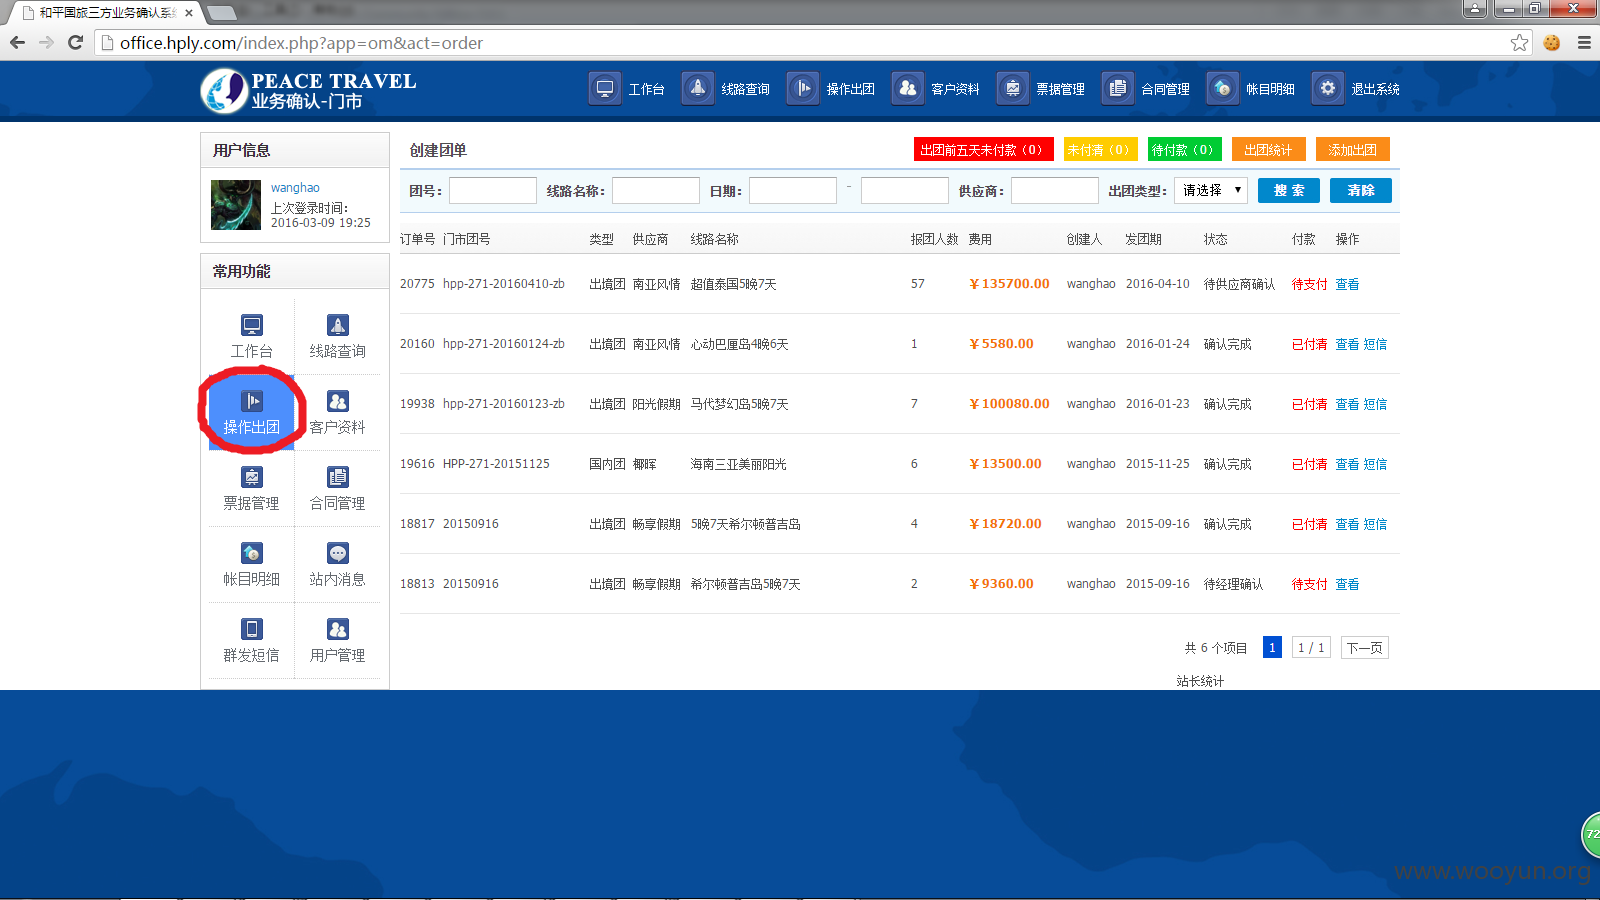 和平国旅三方业务确认系统
office.hply.com/index.php?app=om&act=order
PEACE TRAVEL
业务确认-门市
工作台 线路查询 操作出团 客户资料 票据管理 合同管理 帐目明细 退出系统
用户信息
wanghao
上次登录时间：
2016-03-09 19:25
常用功能
工作台 线路查询
操作出团 客户资料
票据管理 合同管理
帐目明细 站内消息
群发短信 用户管理
创建团单 出团前五天未付款（0） 未付清（0） 待付款（0） 出团统计 添加出团
团号： 线路名称： 日期： - 供应商： 出团类型： 请选择 搜 索 清除
订单号 门市团号 类型 供应商 线路名称 报团人数 费用 创建人 发团期 状态 付款 操作
20775 hpp-271-20160410-zb 出境团 南亚风情 超值泰国5晚7天 57 ￥135700.00 wanghao 2016-04-10 待供应商确认 待支付 查看
20160 hpp-271-20160124-zb 出境团 南亚风情 心动巴厘岛4晚6天 1 ￥5580.00 wanghao 2016-01-24 确认完成 已付清 查看 短信
19938 hpp-271-20160123-zb 出境团 阳光假期 马代梦幻岛5晚7天 7 ￥100080.00 wanghao 2016-01-23 确认完成 已付清 查看 短信
19616 HPP-271-20151125 国内团 椰晖 海南三亚美丽阳光 6 ￥13500.00 wanghao 2015-11-25 确认完成 已付清 查看 短信
18817 20150916 出境团 畅享假期 5晚7天希尔顿普吉岛 4 ￥18720.00 wanghao 2015-09-16 确认完成 已付清 查看 短信
18813 20150916 出境团 畅享假期 希尔顿普吉岛5晚7天 2 ￥9360.00 wanghao 2015-09-16 待经理确认 待支付 查看
共 6 个项目 1 1 / 1 下一页
站长统计
72
www.wooyun.org